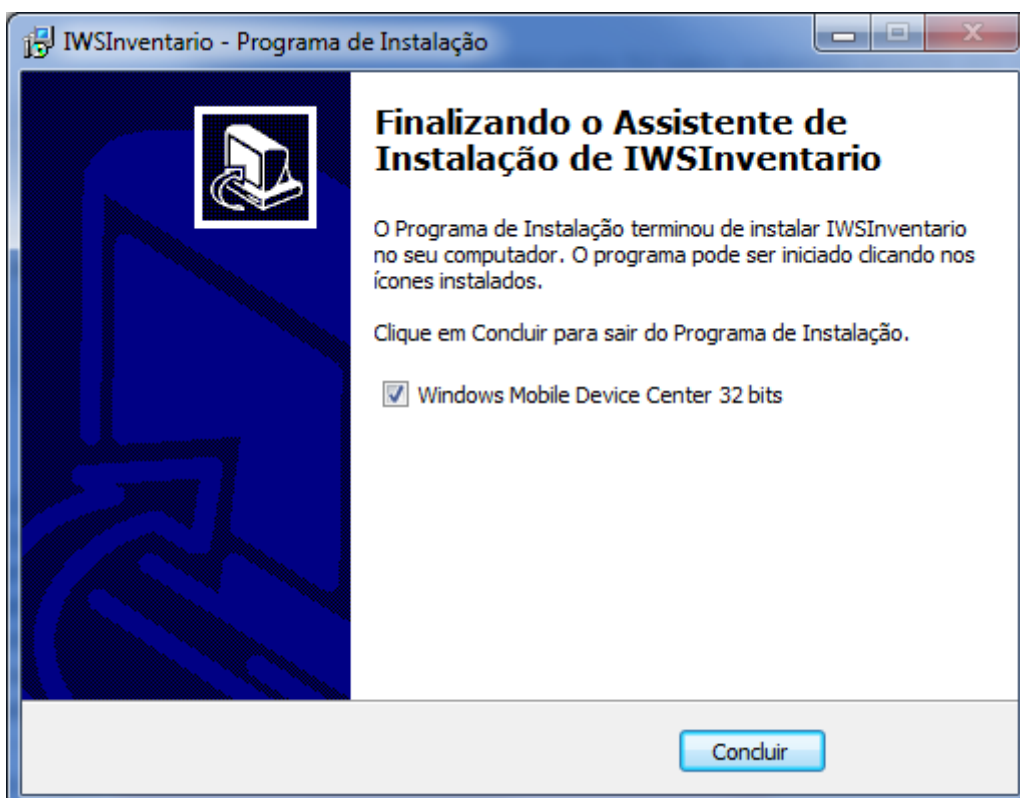 IWSInventario - Programa de Instalação
Finalizando o Assistente de
Instalação de IWSInventario
O Programa de Instalação terminou de instalar IWSInventario
no seu computador. O programa pode ser iniciado clicando nos
ícones instalados.
Clique em Concluir para sair do Programa de Instalação.
Windows Mobile Device Center 32 bits
Concluir